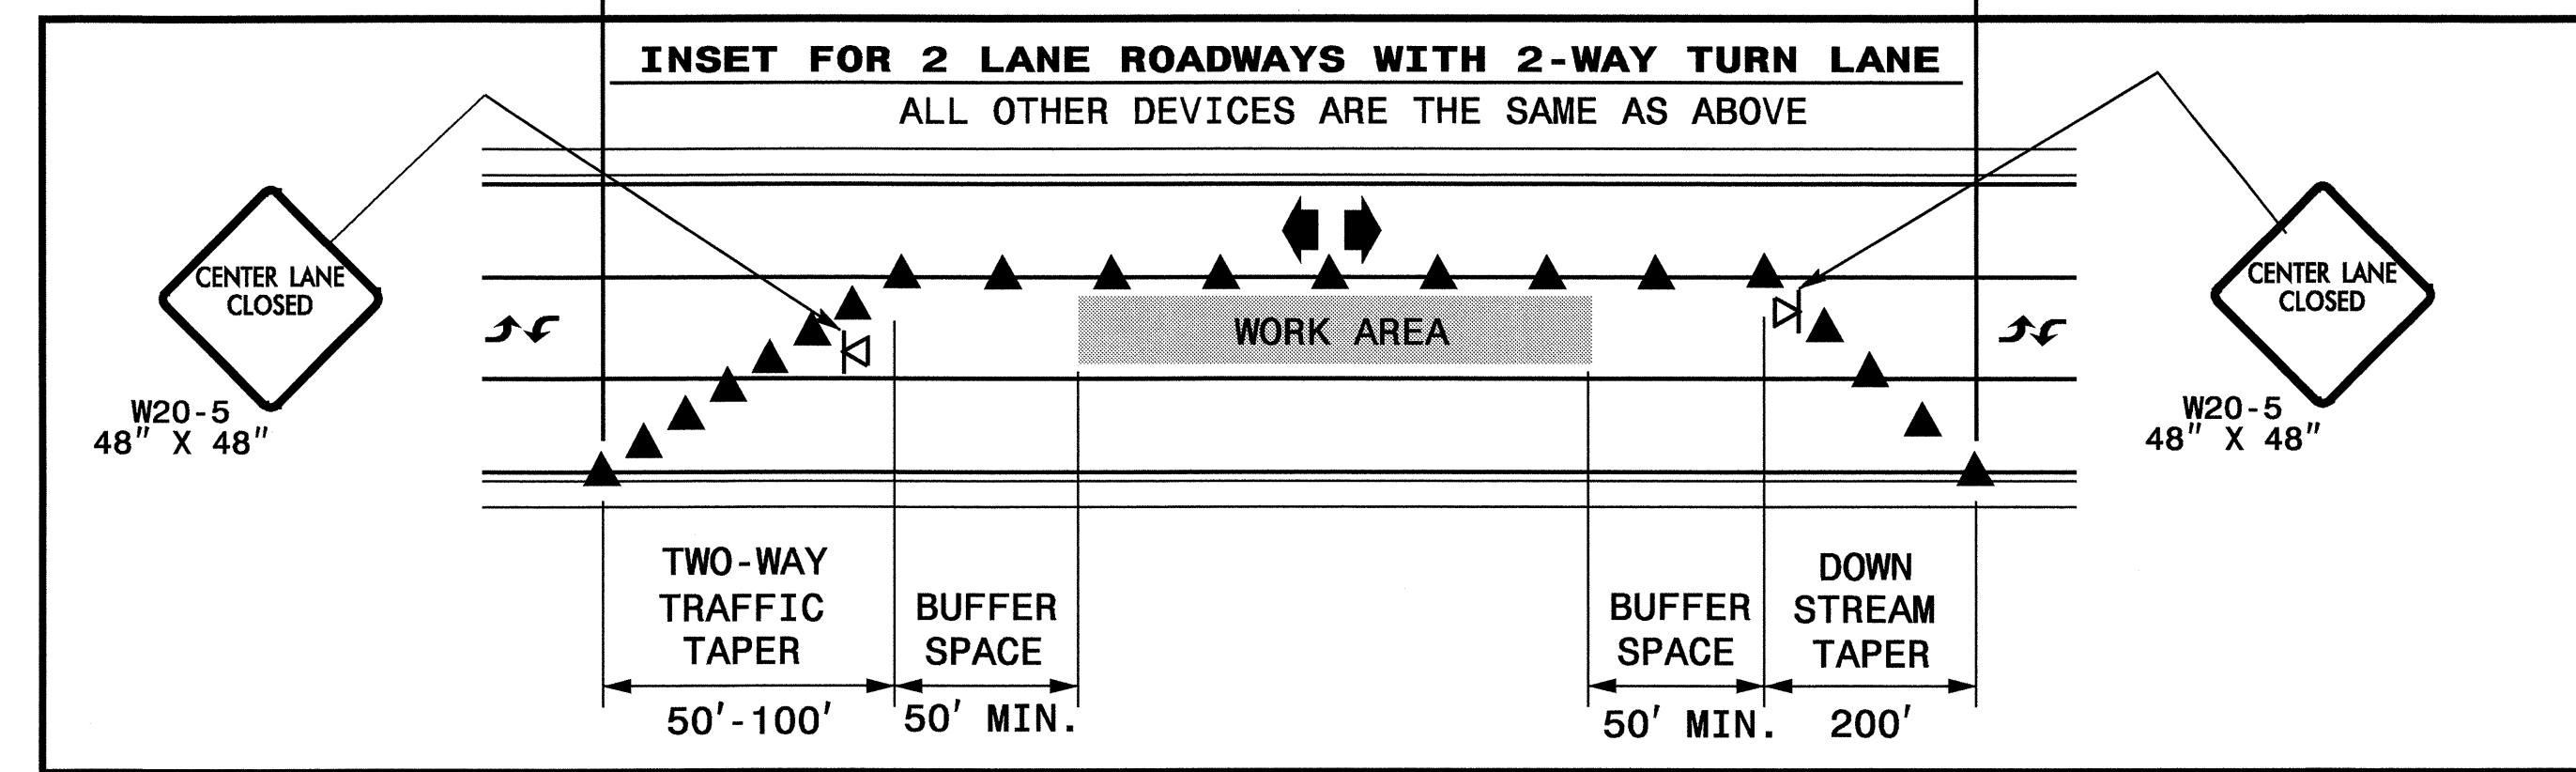 INSET FOR 2 LANE ROADWAYS WITH 2-WAY TURN LANE
ALL OTHER DEVICES ARE THE SAME AS ABOVE
CENTER LANE
CLOSED
W20-5
48" X 48"
WORK AREA
CENTER LANE
CLOSED
W20-5
48" X 48"
TWO-WAY
TRAFFIC
TAPER
50'-100'
BUFFER
SPACE
50' MIN.
BUFFER
SPACE
50' MIN.
DOWN
STREAM
TAPER
200'